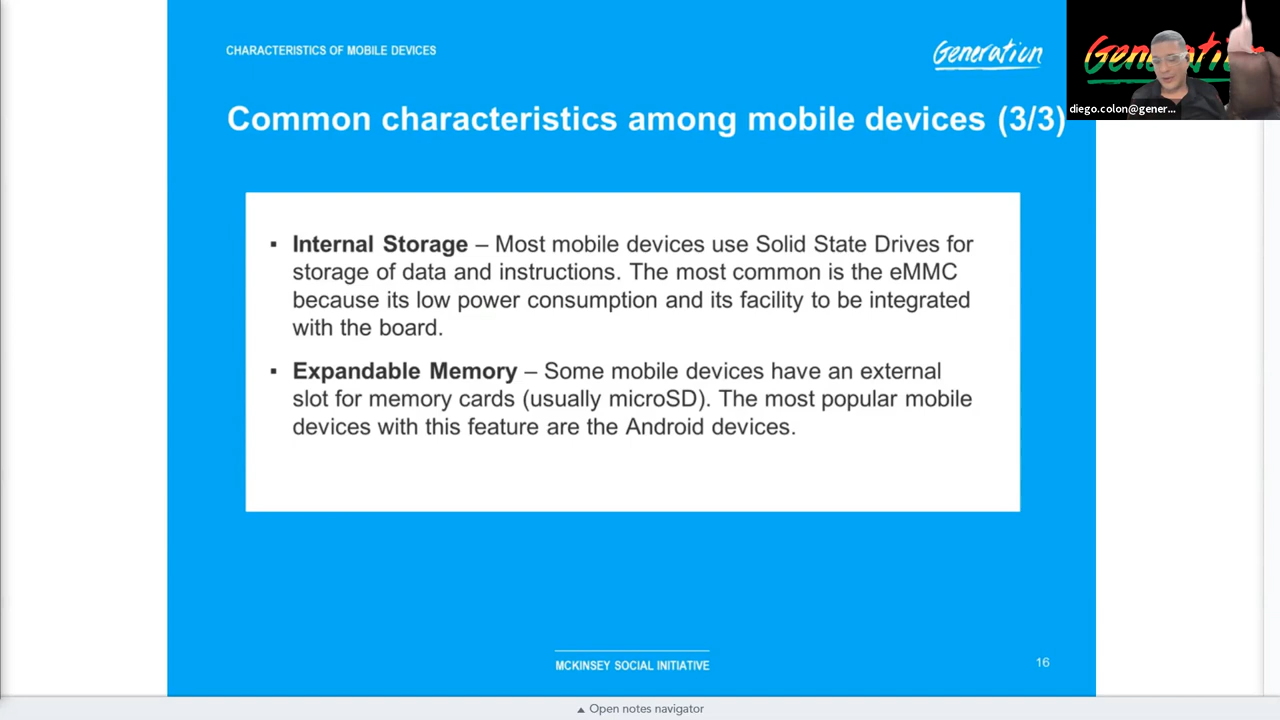 CHARACTERISTICS OF MOBILE DEVICES
Generation
Common characteristics among mobile devices (3/3)
Generation
diego.colon@gener...
▪ Internal Storage – Most mobile devices use Solid State Drives for
storage of data and instructions. The most common is the eMMC
because its low power consumption and its facility to be integrated
with the board.
▪ Expandable Memory – Some mobile devices have an external
slot for memory cards (usually microSD). The most popular mobile
devices with this feature are the Android devices.
MCKINSEY SOCIAL INITIATIVE
16
▲ Open notes navigator